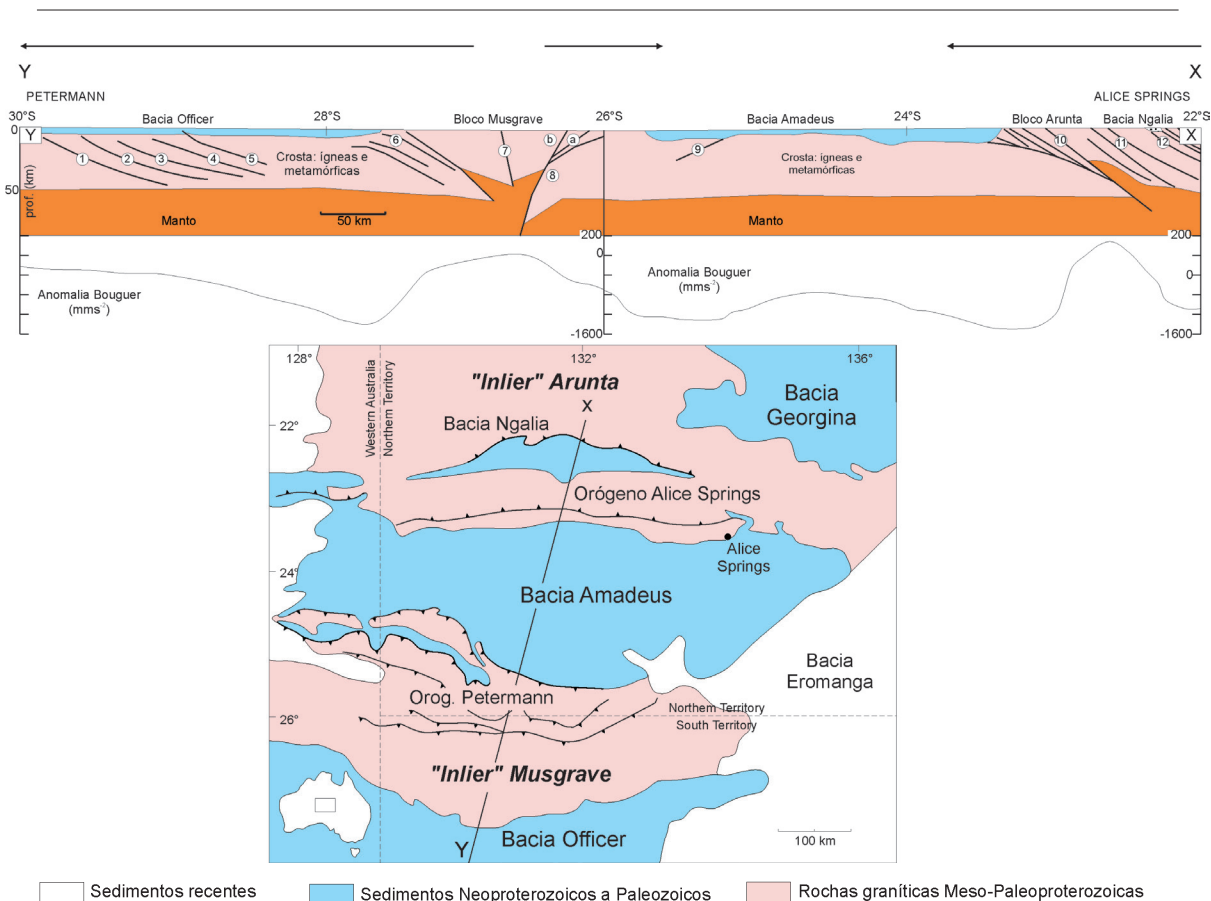 Y
X
PETERMANN
ALICE SPRINGS
30°S
28°S
26°S
24°S
22°S
Bacia Officer
Bloco Musgrave
Bacia Amadeus
Bloco Arunta
Bacia Ngalia
0
Y
X
b
a
1
2
3
4
5
6
7
8
9
10
11
12
Crosta: ígneas e
metamórficas
Crosta: ígneas e
metamórficas
prof. (km)
50
Manto
50 km
Manto
200
0
200
0
Anomalia Bouguer
(mms⁻²)
Anomalia Bouguer
(mms⁻²)
-1600
-1600
128°
132°
136°
"Inlier" Arunta
X
Western Australia
Northern Territory
Bacia
Georgina
22°
Bacia Ngalia
Orógeno Alice Springs
Alice
Springs
24°
Bacia Amadeus
Bacia
Eromanga
Orog. Petermann
Northern Territory
South Territory
26°
"Inlier" Musgrave
Bacia Officer
Y
100 km
Sedimentos recentes
Sedimentos Neoproterozoicos a Paleozoicos
Rochas graníticas Meso-Paleoproterozoicas